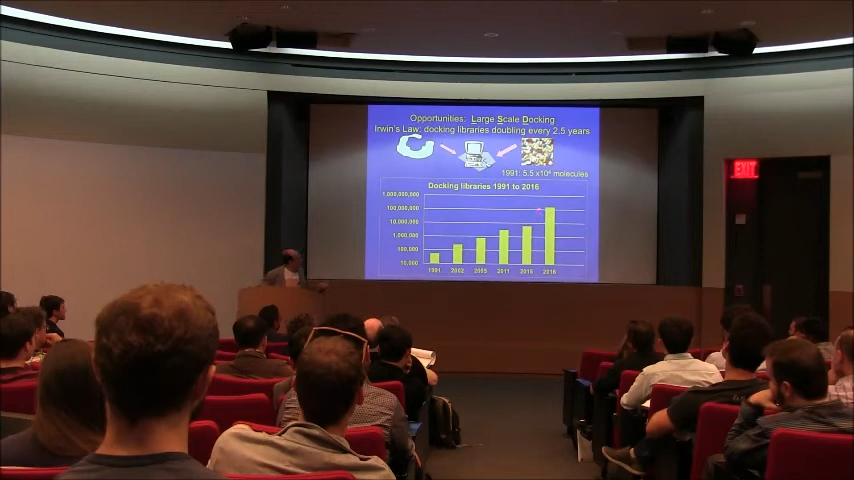 Opportunities: Large Scale Docking
Irwin's Law: docking libraries doubling every 2.5 years
1991: 5.5 x10⁴ molecules
Docking libraries 1991 to 2016
1,000,000,000
100,000,000
10,000,000
1,000,000
100,000
10,000
1991 2002 2005 2011 2015 2016
EXIT